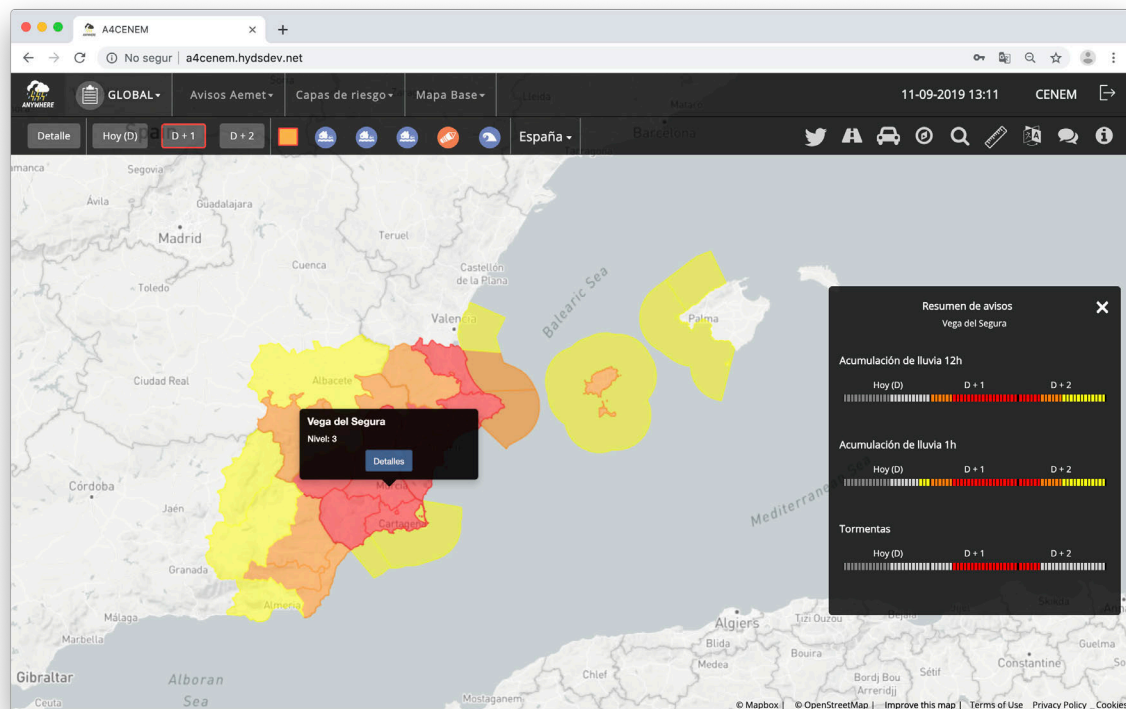 A4CENEM
No segur
a4cenem.hydsdev.net
ANYWHERE
GLOBAL
Avisos Aemet
Capas de riesgo
Mapa Base
11-09-2019 13:11
CENEM
Detalle
Hoy (D)
D + 1
D + 2
España
Barcelona
Segovia
Ávila
Guadalajara
Madrid
Teruel
Cuenca
Castellón
de la Plana
Toledo
Valencia
Balearic Sea
Palma
Ciudad Real
Albacete
Vega del Segura
Nivel: 3
Detalles
Murcia
Cartagena
Córdoba
Jaén
Granada
Almería
Málaga
Marbella
Gibraltar
Ceuta
Alboran
Sea
Mediterranean Sea
Resumen de avisos
Vega del Segura
Acumulación de lluvia 12h
Hoy (D) D + 1 D + 2
Acumulación de lluvia 1h
Hoy (D) D + 1 D + 2
Tormentas
Hoy (D) D + 1 D + 2
Algiers
Tizi Ouzou
Bejaia
Skikda
Blida
Bouira
Guelma
Medea
Constantine
Chlef
Sétif
Bordj Bou
Arreridj
Mostaganem
© Mapbox | © OpenStreetMap | Improve this map | Terms of Use Privacy Policy Cookies